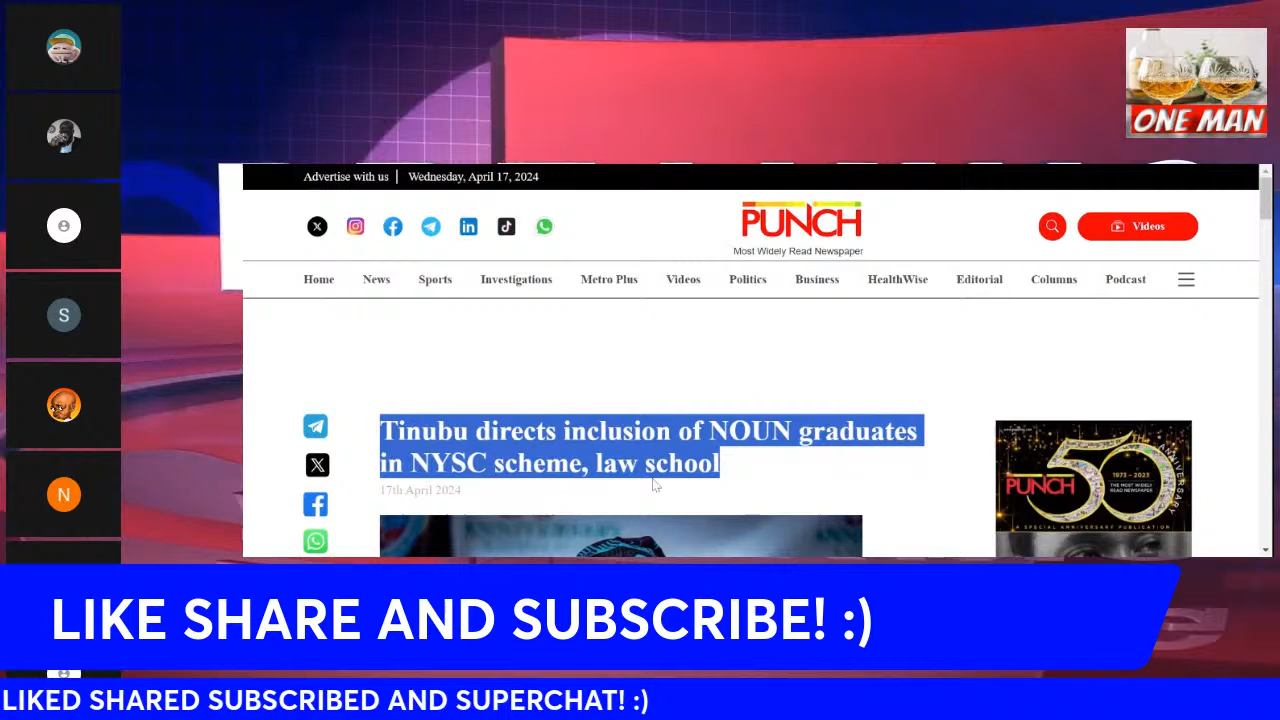 ONE MAN
Advertise with us | Wednesday, April 17, 2024
PUNCH
Most Widely Read Newspaper
Videos
Home News Sports Investigations Metro Plus Videos Politics Business HealthWise Editorial Columns Podcast
S
Tinubu directs inclusion of NOUN graduates
in NYSC scheme, law school
17th April 2024
50
ANNIVERSARY
PUNCH
1973 - 2023
THE MOST WIDELY
READ NEWSPAPER
A SPECIAL ANNIVERSARY PUBLICATION
N
LIKE SHARE AND SUBSCRIBE! :)
LIKED SHARED SUBSCRIBED AND SUPERCHAT! :)